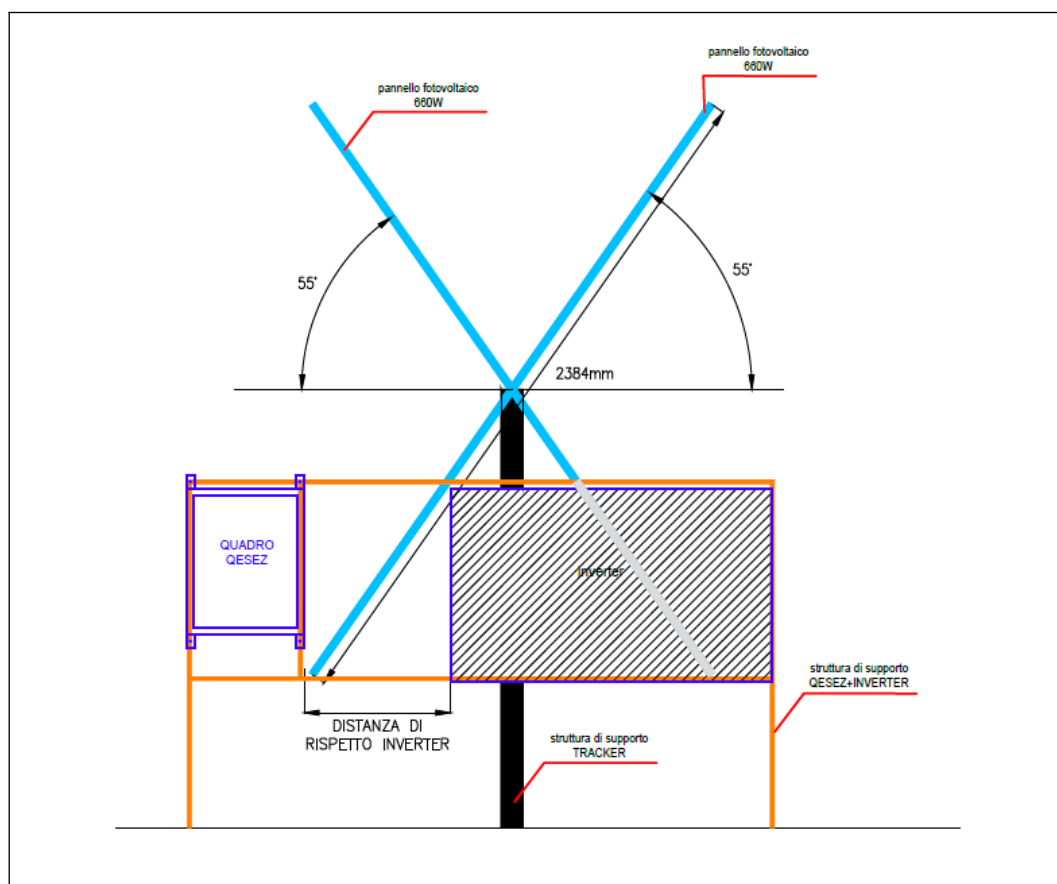 pannello fotovoltaico
660W
pannello fotovoltaico
660W
55°
55°
2384mm
QUADRO
QESEZ
Inverter
DISTANZA DI
RISPETTO INVERTER
struttura di supporto
QESEZ+INVERTER
struttura di supporto
TRACKER